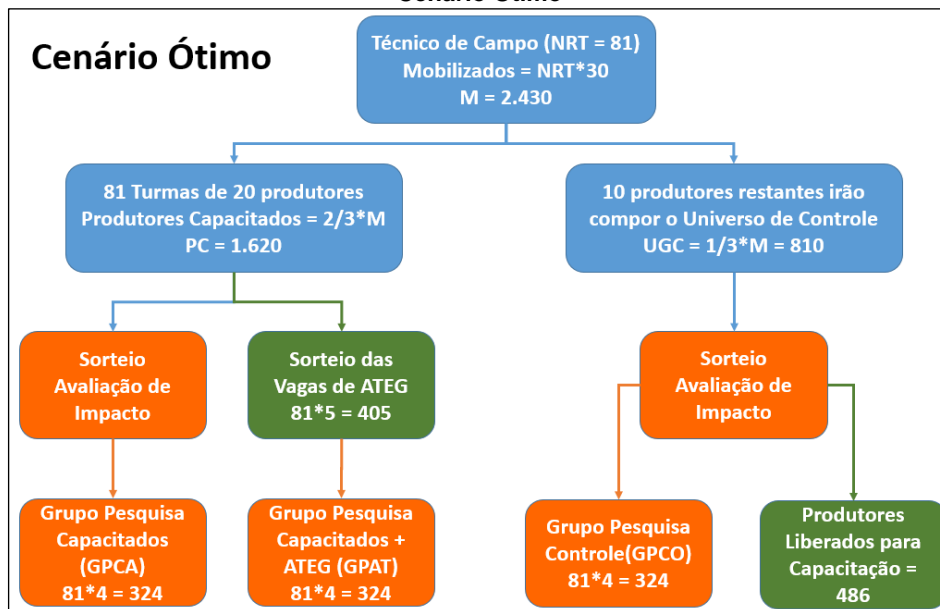 Cenário Ótimo
Técnico de Campo (NRT = 81)
Mobilizados = NRT*30
M = 2.430
81 Turmas de 20 produtores
Produtores Capacitados = 2/3*M
PC = 1.620
10 produtores restantes irão
compor o Universo de Controle
UGC = 1/3*M = 810
Sorteio
Avaliação de
Impacto
Sorteio das
Vagas de ATEG
81*5 = 405
Sorteio
Avaliação de
Impacto
Grupo Pesquisa
Capacitados
(GPCA)
81*4 = 324
Grupo Pesquisa
Capacitados +
ATEG (GPAT)
81*4 = 324
Grupo Pesquisa
Controle(GPCO)
81*4 = 324
Produtores
Liberados para
Capacitação =
486